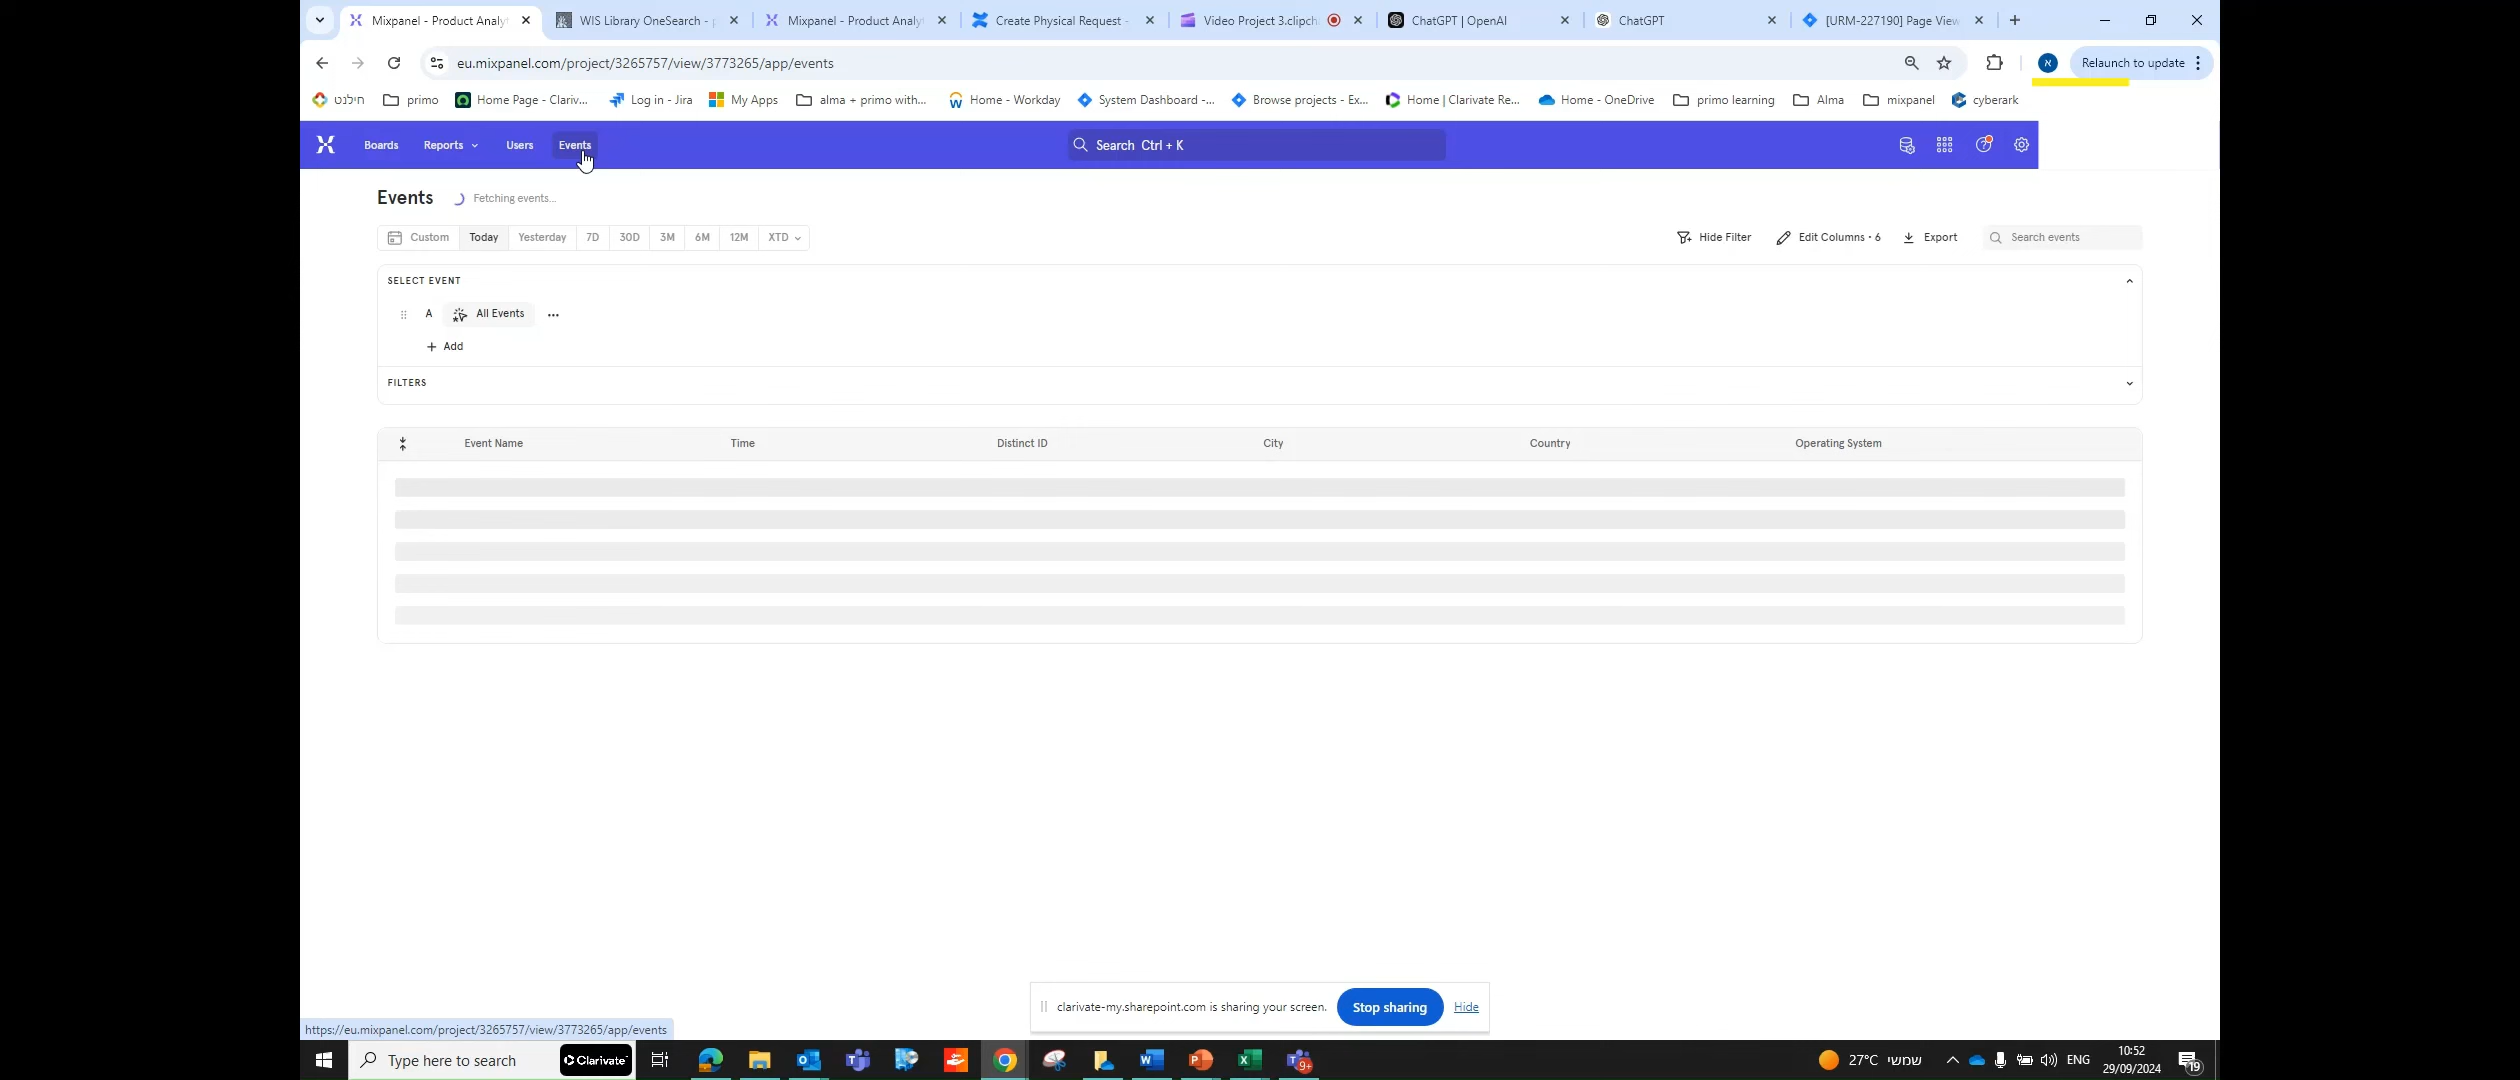 Mixpanel - Product Analy
WIS Library OneSearch - p
Mixpanel - Product Analy
Create Physical Request -
Video Project 3.clipch
ChatGPT | OpenAI
ChatGPT
[URM-227190] Page View
eu.mixpanel.com/project/3265757/view/3773265/app/events
א
Relaunch to update
חילנט
primo
Home Page - Clariv...
Log in - Jira
My Apps
alma + primo with...
Home - Workday
System Dashboard -...
Browse projects - Ex...
Home | Clarivate Re...
Home - OneDrive
primo learning
Alma
mixpanel
cyberark
Boards
Reports
Users
Events
Search Ctrl + K
Events
Fetching events...
Custom
Today
Yesterday
7D
30D
3M
6M
12M
XTD
Hide Filter
Edit Columns • 6
Export
Search events
SELECT EVENT
A
All Events
Add
FILTERS
Event Name
Time
Distinct ID
City
Country
Operating System
clarivate-my.sharepoint.com is sharing your screen.
Stop sharing
Hide
https://eu.mixpanel.com/project/3265757/view/3773265/app/events
Type here to search
Clarivate
9+
27°C
שמשי
ENG
10:52
29/09/2024
19